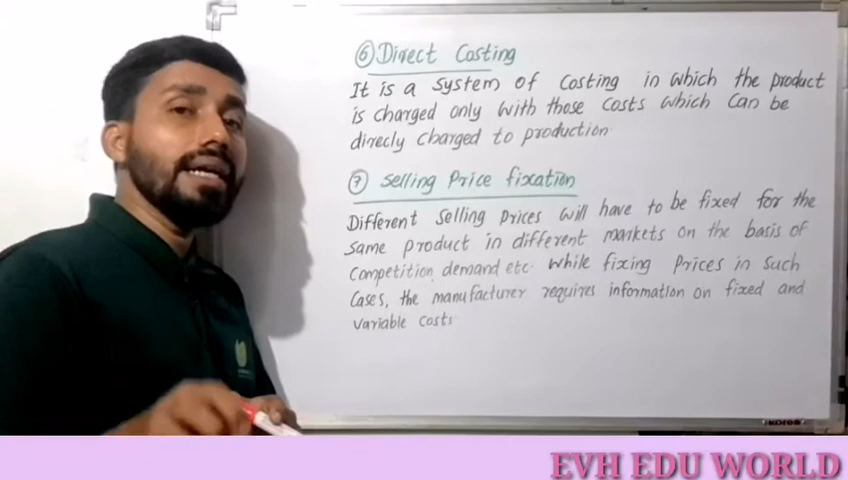 ⑥ Direct Costing
It is a system of Costing in which the product
is charged only with those costs which can be
direcly charged to production.
⑦ Selling Price fixation
Different Selling Prices will have to be fixed for the
same product in different markets on the basis of
Competition, demand etc. while fixing Prices in such
Cases, the manufacturer requires information on fixed and
variable costs
KORES
EVH EDU WORLD